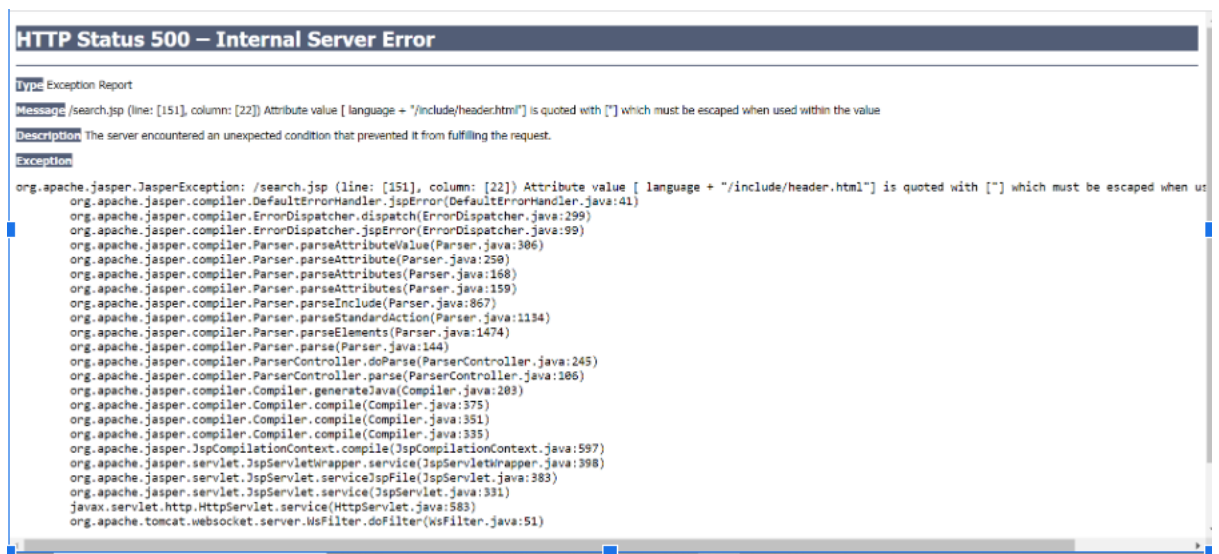 HTTP Status 500 – Internal Server Error
Type Exception Report
Message /search.jsp (line: [151], column: [22]) Attribute value [ language + "/include/header.html"] is quoted with ["] which must be escaped when used within the value
Description The server encountered an unexpected condition that prevented it from fulfilling the request.
Exception
org.apache.jasper.JasperException: /search.jsp (line: [151], column: [22]) Attribute value [ language + "/include/header.html"] is quoted with ["] which must be escaped when us
org.apache.jasper.compiler.DefaultErrorHandler.jspError(DefaultErrorHandler.java:41)
org.apache.jasper.compiler.ErrorDispatcher.dispatch(ErrorDispatcher.java:299)
org.apache.jasper.compiler.ErrorDispatcher.jspError(ErrorDispatcher.java:99)
org.apache.jasper.compiler.Parser.parseAttributeValue(Parser.java:306)
org.apache.jasper.compiler.Parser.parseAttribute(Parser.java:250)
org.apache.jasper.compiler.Parser.parseAttributes(Parser.java:168)
org.apache.jasper.compiler.Parser.parseAttributes(Parser.java:159)
org.apache.jasper.compiler.Parser.parseInclude(Parser.java:867)
org.apache.jasper.compiler.Parser.parseStandardAction(Parser.java:1134)
org.apache.jasper.compiler.Parser.parseElements(Parser.java:1474)
org.apache.jasper.compiler.Parser.parse(Parser.java:144)
org.apache.jasper.compiler.ParserController.doParse(ParserController.java:245)
org.apache.jasper.compiler.ParserController.parse(ParserController.java:106)
org.apache.jasper.compiler.Compiler.generateJava(Compiler.java:203)
org.apache.jasper.compiler.Compiler.compile(Compiler.java:375)
org.apache.jasper.compiler.Compiler.compile(Compiler.java:351)
org.apache.jasper.compiler.Compiler.compile(Compiler.java:335)
org.apache.jasper.JspCompilationContext.compile(JspCompilationContext.java:597)
org.apache.jasper.servlet.JspServletWrapper.service(JspServletWrapper.java:398)
org.apache.jasper.servlet.JspServlet.serviceJspFile(JspServlet.java:383)
org.apache.jasper.servlet.JspServlet.service(JspServlet.java:331)
javax.servlet.http.HttpServlet.service(HttpServlet.java:583)
org.apache.tomcat.websocket.server.WsFilter.doFilter(WsFilter.java:51)